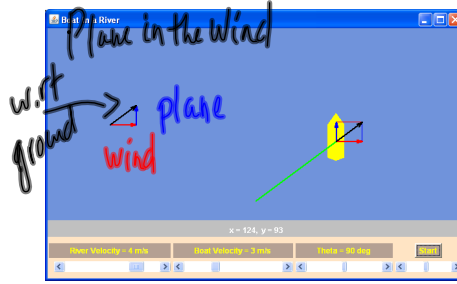 Boat in a River
Plane in the Wind
w.r.t ground
plane
wind
x = 124, y = 93
River Velocity = 4 m/s
Boat Velocity = 3 m/s
Theta = 90 deg
Start